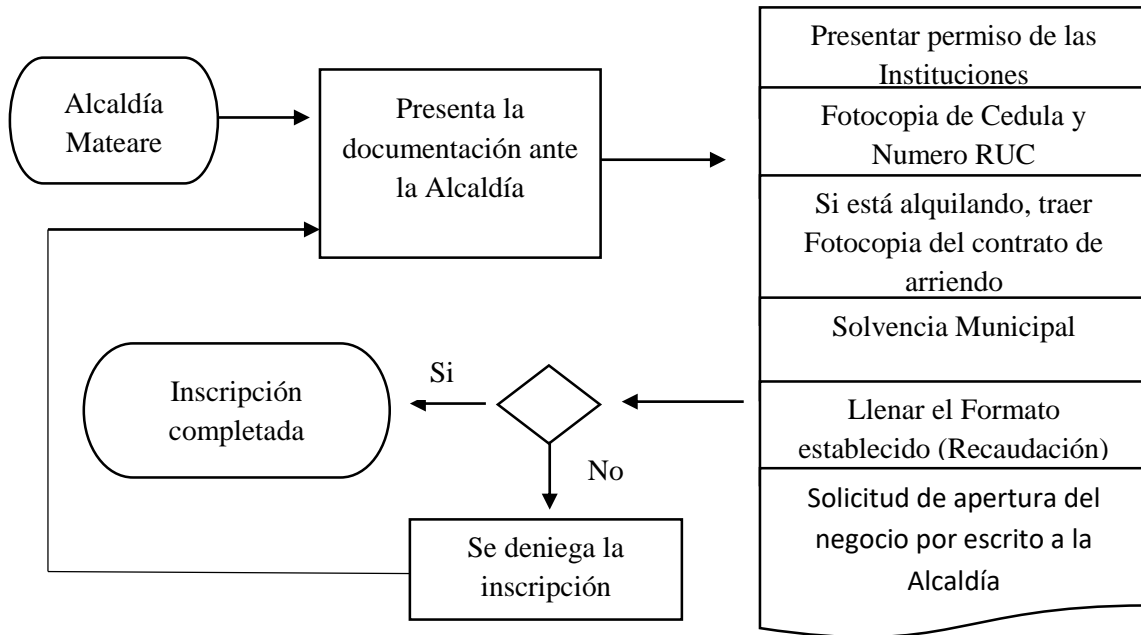 Alcaldía
Mateare
Presenta la
documentación ante
la Alcaldía
Presentar permiso de las
Instituciones
Fotocopia de Cedula y
Numero RUC
Si está alquilando, traer
Fotocopia del contrato de
arriendo
Solvencia Municipal
Llenar el Formato
establecido (Recaudación)
Solicitud de apertura del
negocio por escrito a la
Alcaldía
Si
Inscripción
completada
No
Se deniega la
inscripción